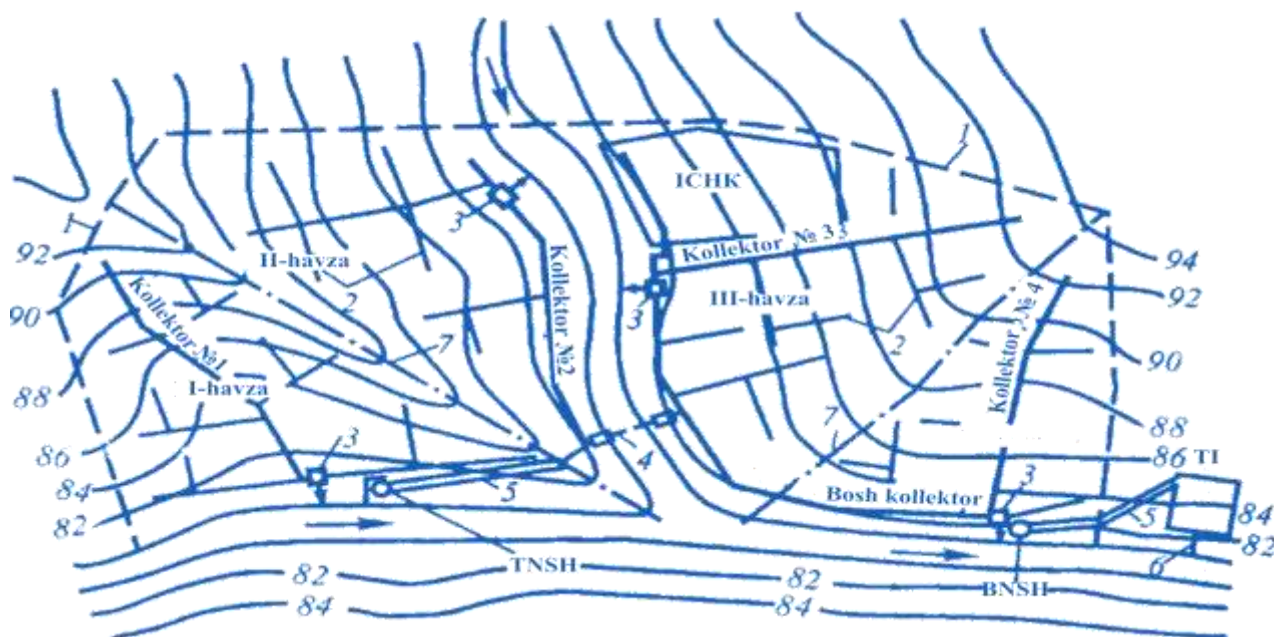 1
ICHK
3
Kollektor № 33
1
92
II-havza
94
Kollektor №2
III-havza
3
92
90
Kollektor №1
2
7
2
Kollektor № 4
90
88
I-havza
88
86
3
4
7
86
TI
84
5
Bosh kollektor
3
5
84
82
82
TNSH
BNSH
6
82
82
84
84